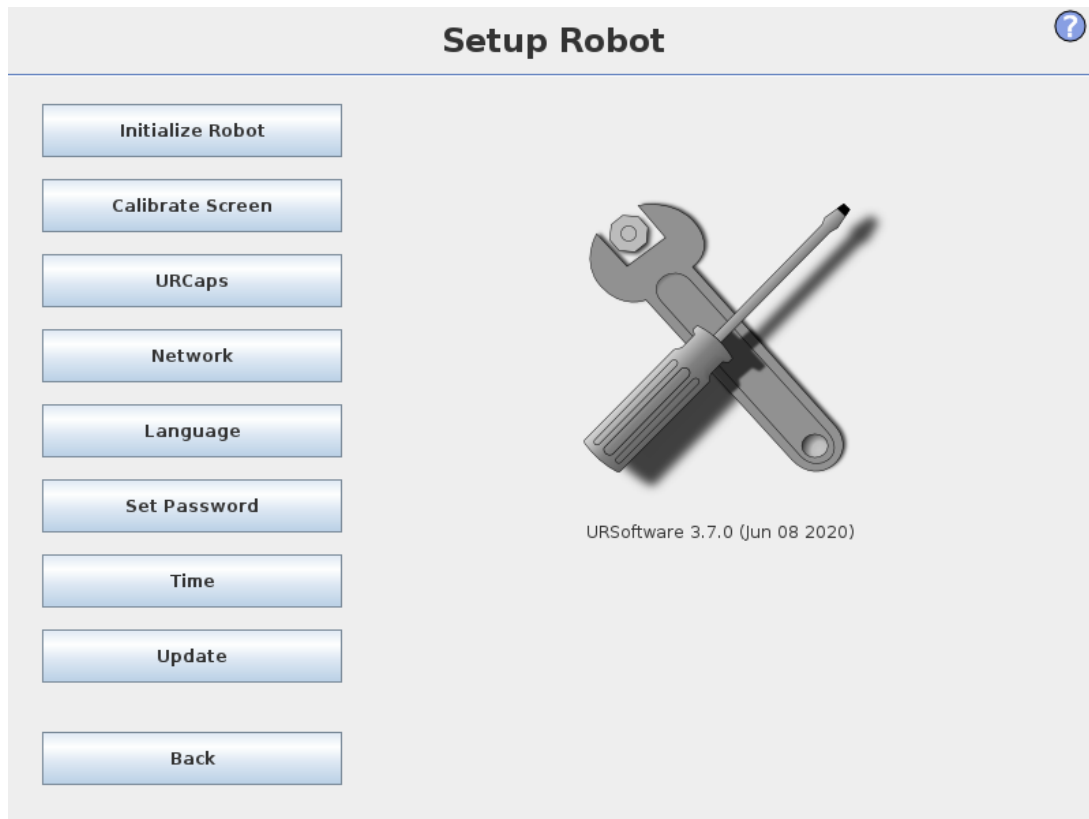 Setup Robot
?
Initialize Robot
Calibrate Screen
URCaps
Network
Language
Set Password
Time
Update
Back
URSoftware 3.7.0 (Jun 08 2020)